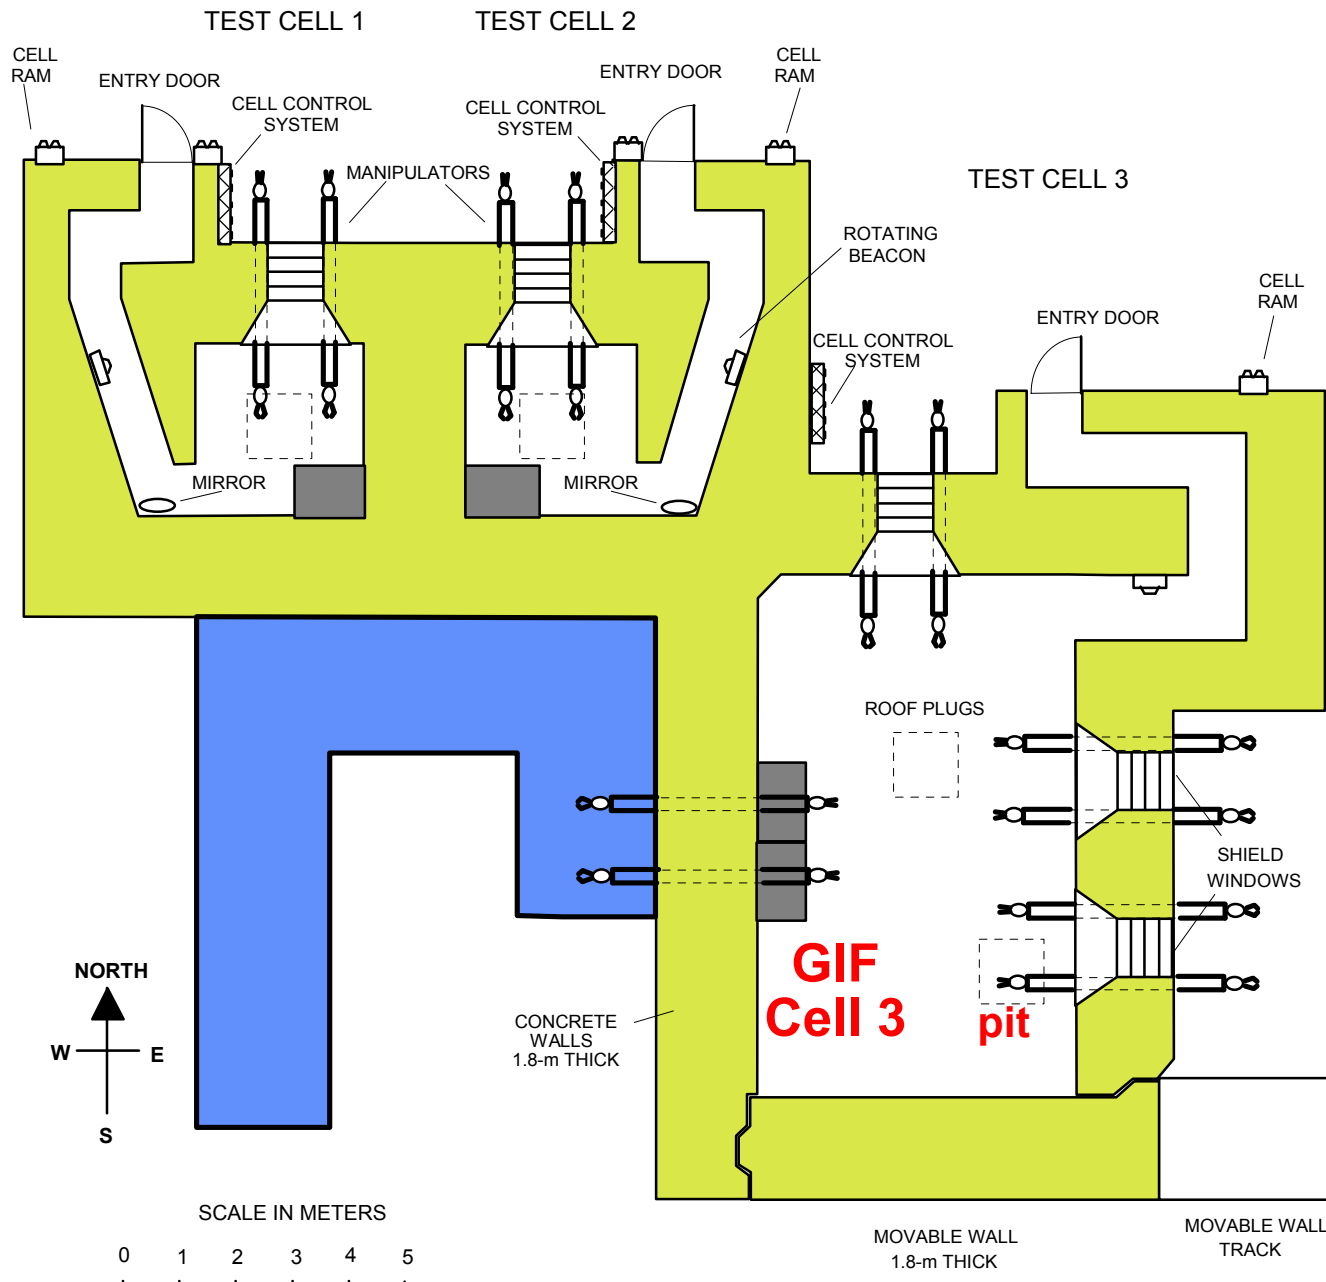 TEST CELL 1
TEST CELL 2
CELL
RAM
ENTRY DOOR
CELL CONTROL
SYSTEM
MANIPULATORS
CELL CONTROL
SYSTEM
ENTRY DOOR
CELL
RAM
TEST CELL 3
ROTATING
BEACON
CELL
RAM
ENTRY DOOR
CELL CONTROL
SYSTEM
MIRROR
MIRROR
ROOF PLUGS
SHIELD
WINDOWS
GIF
Cell 3
pit
NORTH
W
E
S
CONCRETE
WALLS
1.8-m THICK
SCALE IN METERS
0 1 2 3 4 5
MOVABLE WALL
1.8-m THICK
MOVABLE WALL
TRACK